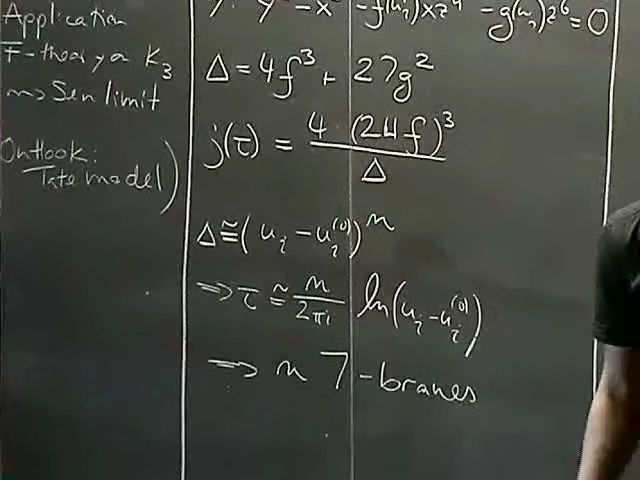 Application
F-theory on K3
⇝ Sen limit
Outlook:
Tate model)
y² - x³ - f(u_i) x z⁴ - g(u_i) z⁶ = 0
Δ = 4f³ + 27g²
j(τ) = 4 (24f)³ / Δ
Δ ≅ (u_i - u_i^(0))^n
⇒ τ ≅ n/2πi ln(u_i - u_i^(0))
⇒ n 7-branes